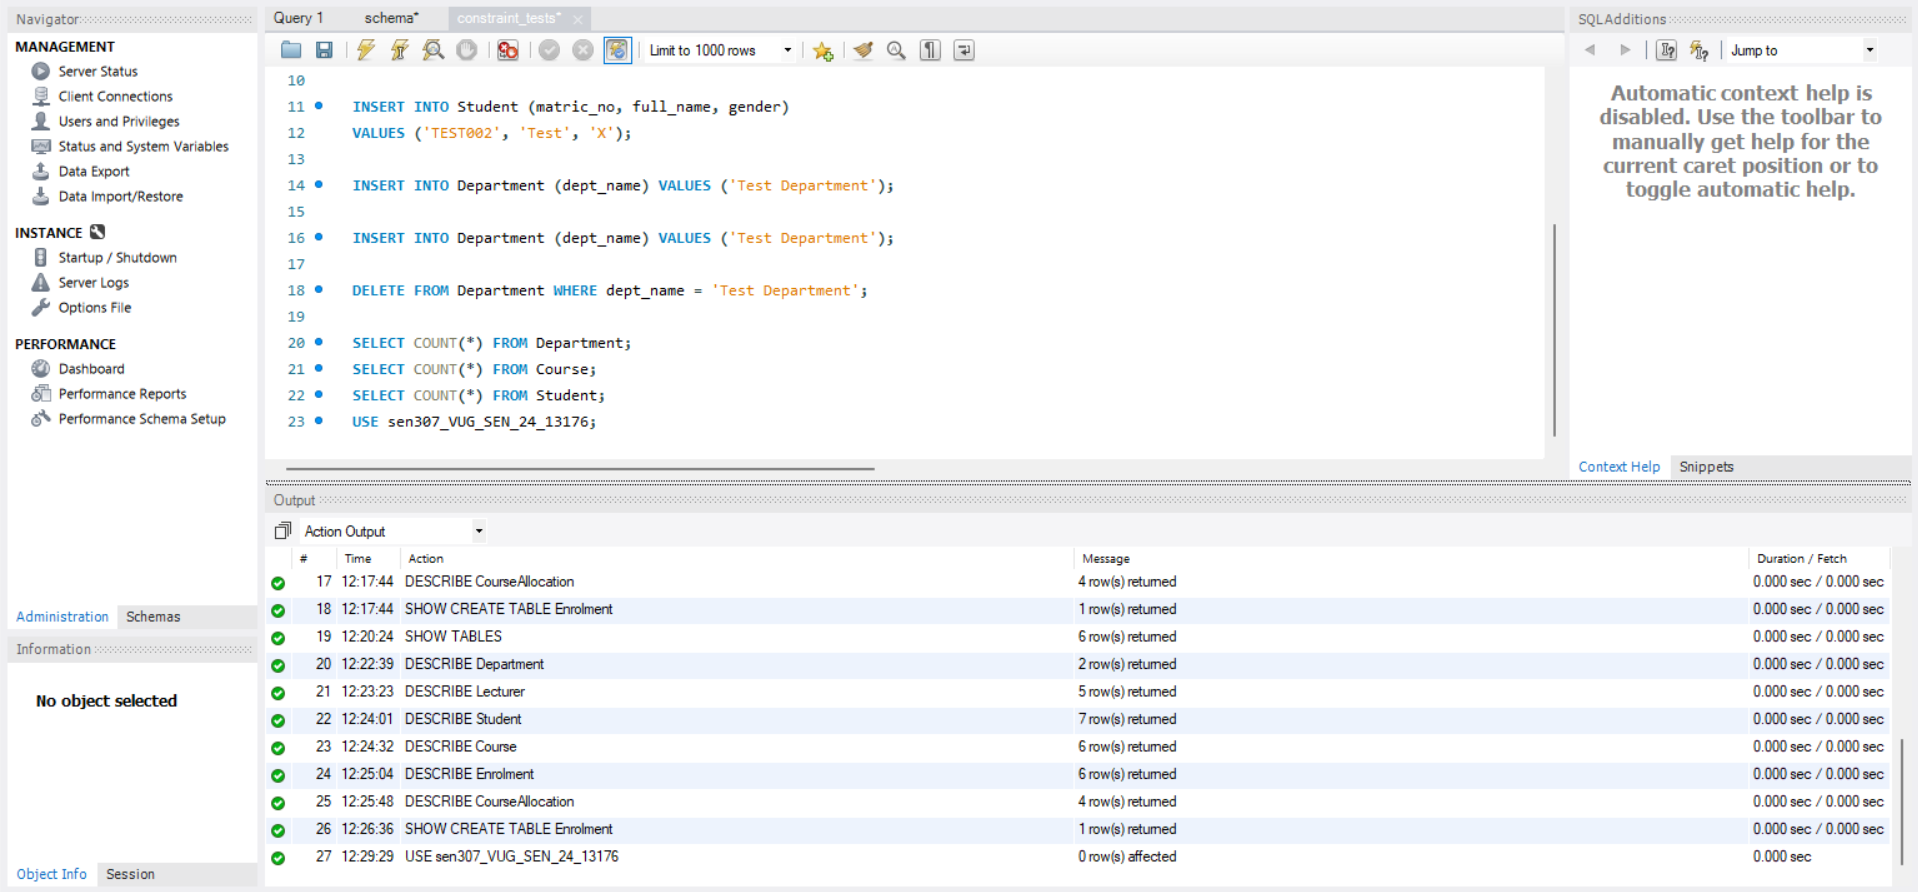 Navigator
MANAGEMENT
Server Status
Client Connections
Users and Privileges
Status and System Variables
Data Export
Data Import/Restore
INSTANCE
Startup / Shutdown
Server Logs
Options File
PERFORMANCE
Dashboard
Performance Reports
Performance Schema Setup
Administration Schemas
Information
No object selected
Object Info Session
Query 1 schema* constraint_tests*
Limit to 1000 rows
10
11 INSERT INTO Student (matric_no, full_name, gender)
12 VALUES ('TEST002', 'Test', 'X');
13
14 INSERT INTO Department (dept_name) VALUES ('Test Department');
15
16 INSERT INTO Department (dept_name) VALUES ('Test Department');
17
18 DELETE FROM Department WHERE dept_name = 'Test Department';
19
20 SELECT COUNT(*) FROM Department;
21 SELECT COUNT(*) FROM Course;
22 SELECT COUNT(*) FROM Student;
23 USE sen307_VUG_SEN_24_13176;
SQLAdditions
Jump to
Automatic context help is
disabled. Use the toolbar to
manually get help for the
current caret position or to
toggle automatic help.
Context Help Snippets
Output
Action Output
# Time Action Message Duration / Fetch
17 12:17:44 DESCRIBE CourseAllocation 4 row(s) returned 0.000 sec / 0.000 sec
18 12:17:44 SHOW CREATE TABLE Enrolment 1 row(s) returned 0.000 sec / 0.000 sec
19 12:20:24 SHOW TABLES 6 row(s) returned 0.000 sec / 0.000 sec
20 12:22:39 DESCRIBE Department 2 row(s) returned 0.000 sec / 0.000 sec
21 12:23:23 DESCRIBE Lecturer 5 row(s) returned 0.000 sec / 0.000 sec
22 12:24:01 DESCRIBE Student 7 row(s) returned 0.000 sec / 0.000 sec
23 12:24:32 DESCRIBE Course 6 row(s) returned 0.000 sec / 0.000 sec
24 12:25:04 DESCRIBE Enrolment 6 row(s) returned 0.000 sec / 0.000 sec
25 12:25:48 DESCRIBE CourseAllocation 4 row(s) returned 0.000 sec / 0.000 sec
26 12:26:36 SHOW CREATE TABLE Enrolment 1 row(s) returned 0.000 sec / 0.000 sec
27 12:29:29 USE sen307_VUG_SEN_24_13176 0 row(s) affected 0.000 sec